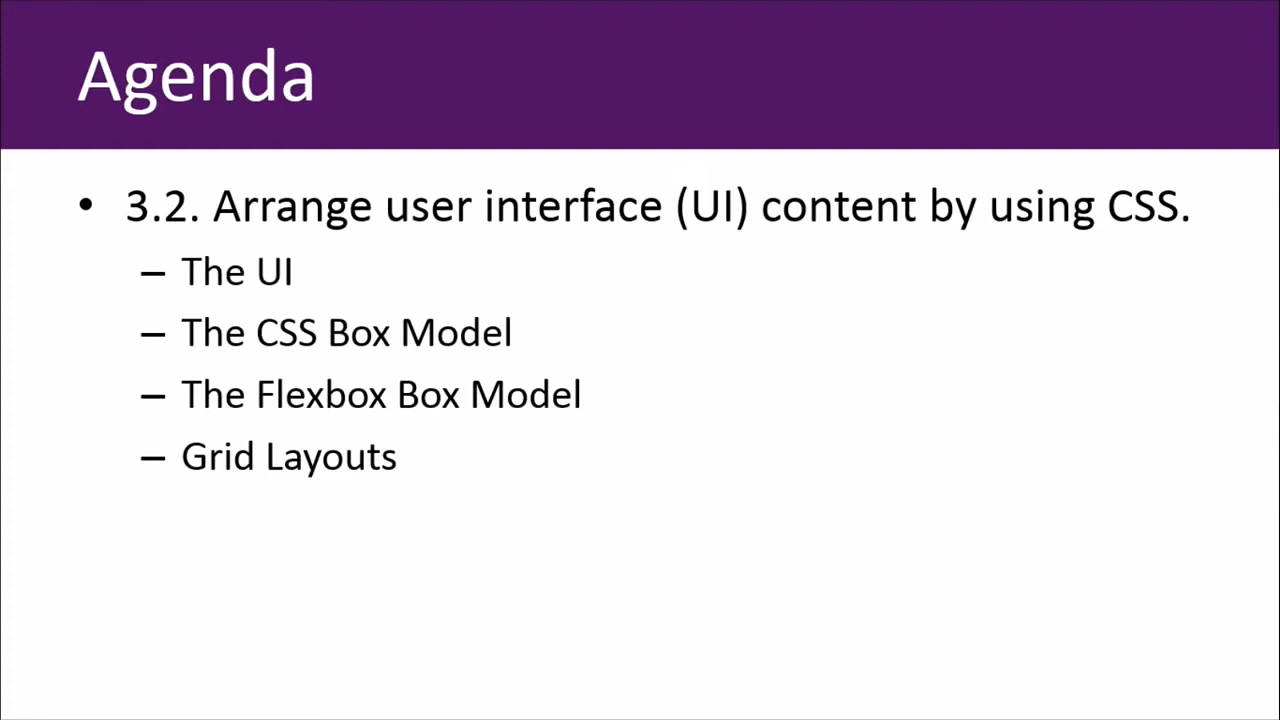 Agenda
• 3.2. Arrange user interface (UI) content by using CSS.
– The UI
– The CSS Box Model
– The Flexbox Box Model
– Grid Layouts